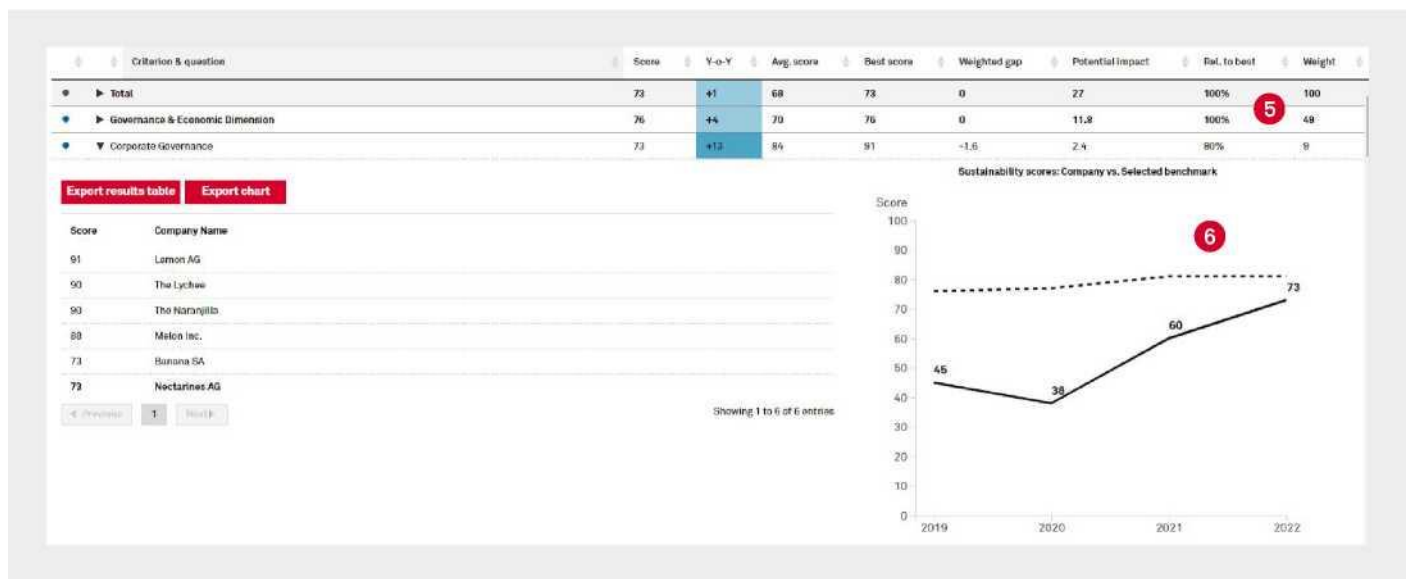 Criterion & question Score Y-o-Y Avg. score Best score Weighted gap Potential impact Rel. to best Weight
Total 73 +1 68 73 0 27 100% 100
Governance & Economic Dimension 76 +4 70 76 0 11.8 100% 49
Corporate Governance 73 +13 84 91 -1.6 2.4 80% 9
5
Sustainability scores: Company vs. Selected benchmark
Export results table Export chart
Score Company Name
91 Lemon AG
90 The Lychee
90 The Naranjilla
88 Melon Inc.
73 Banana SA
73 Nectarines AG
Previous 1 Next
Showing 1 to 6 of 6 entries
Score
100
90
80
70
60
50
40
30
20
10
0
6
45
38
60
73
2019 2020 2021 2022